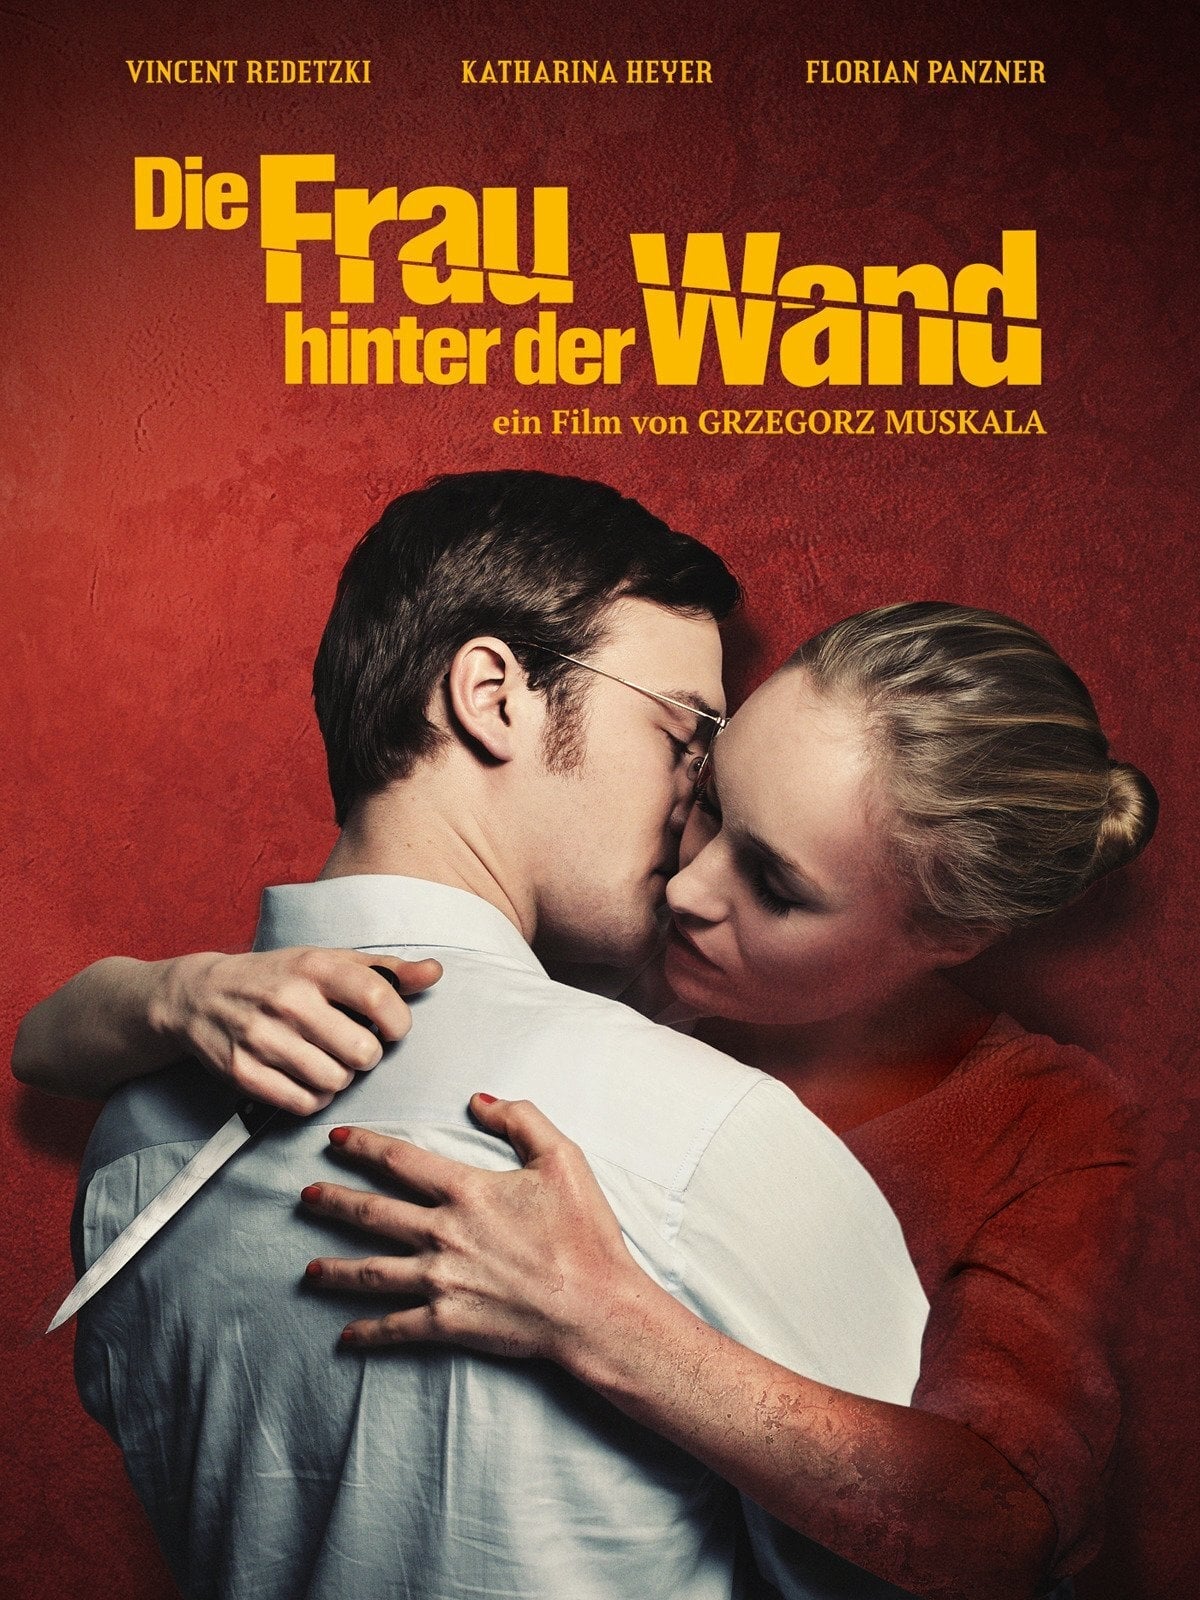 VINCENT REDETZKI KATHARINA HEYER FLORIAN PANZNER
Die Frau
hinter der Wand
ein Film von GRZEGORZ MUSKALA